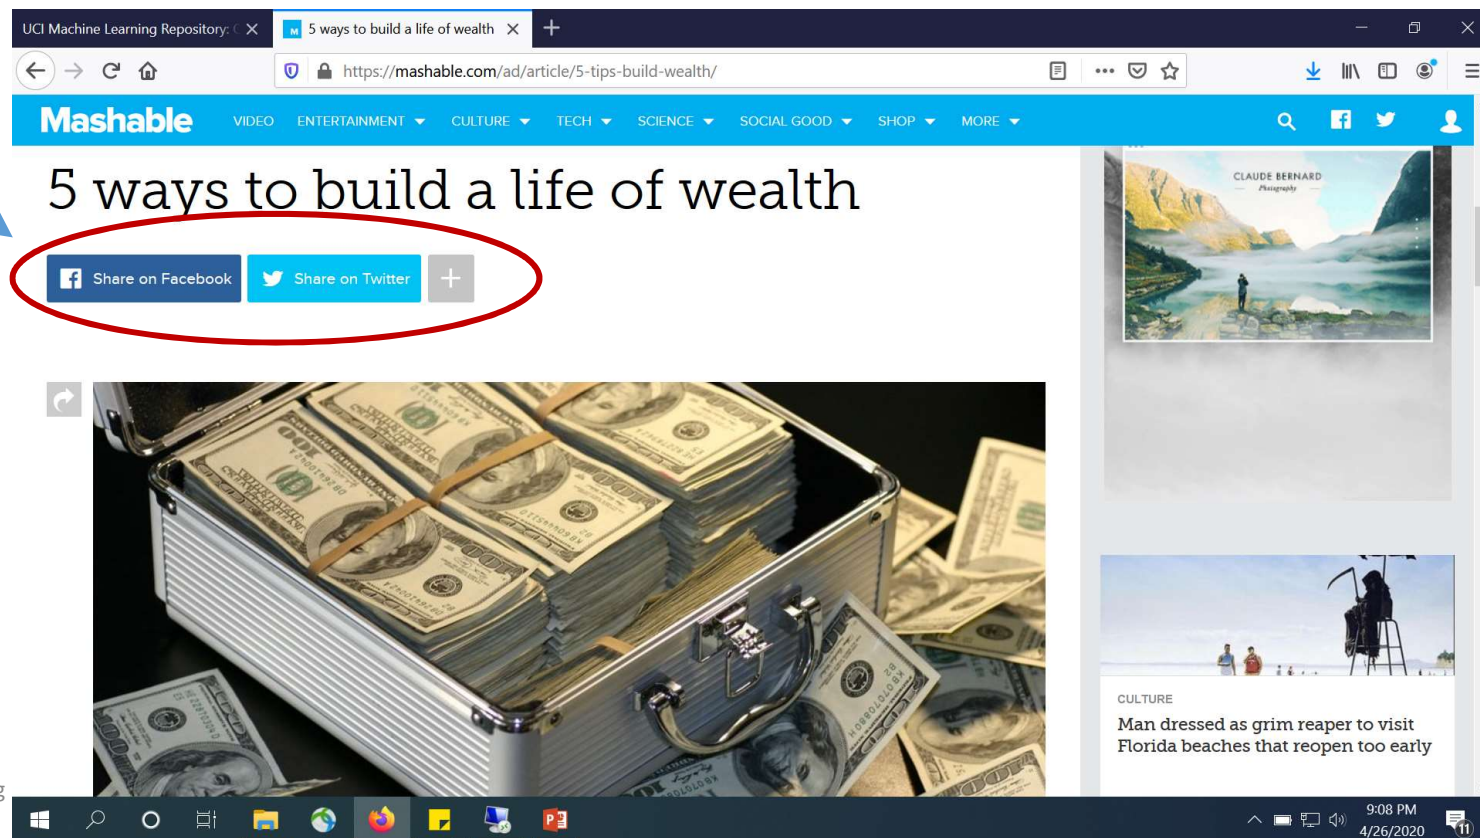 UCI Machine Learning Repository: C
M 5 ways to build a life of wealth
https://mashable.com/ad/article/5-tips-build-wealth/
Mashable VIDEO ENTERTAINMENT CULTURE TECH SCIENCE SOCIAL GOOD SHOP MORE
5 ways to build a life of wealth
Share on Facebook Share on Twitter +
CLAUDE BERNARD
Photography
100
CULTURE
Man dressed as grim reaper to visit
Florida beaches that reopen too early
g
9:08 PM
4/26/2020
11